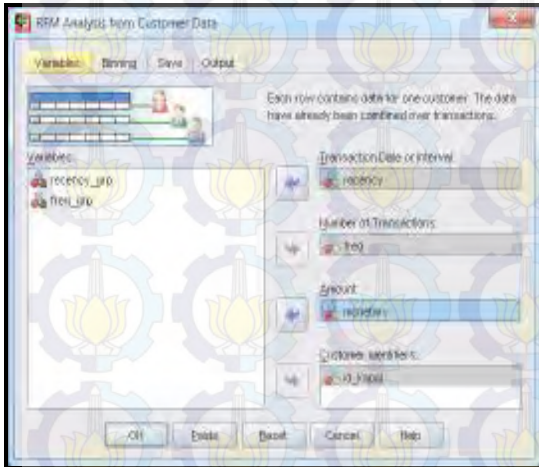 RFM Analysis from Customer Data
Variables Binning Save Output
Each row contains data for one customer. The data
have already been combined over transactions.
Variables:
recency_grp
freq_grp
Transaction Date or Interval:
recency
Number of Transactions:
freq
Amount:
monetary
Customer Identifiers:
OK Paste Reset Cancel Help